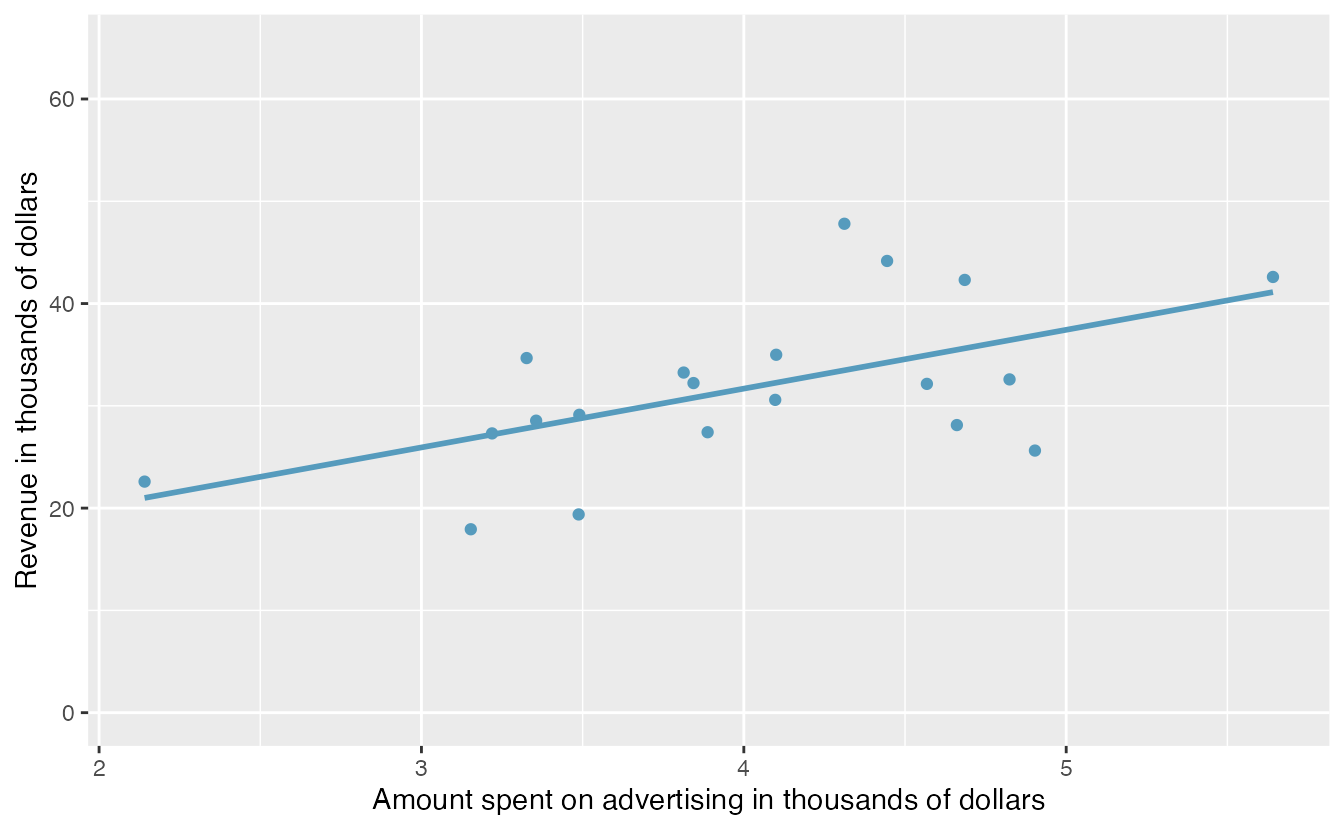 Revenue in thousands of dollars
60
40
20
0
2 3 4 5
Amount spent on advertising in thousands of dollars